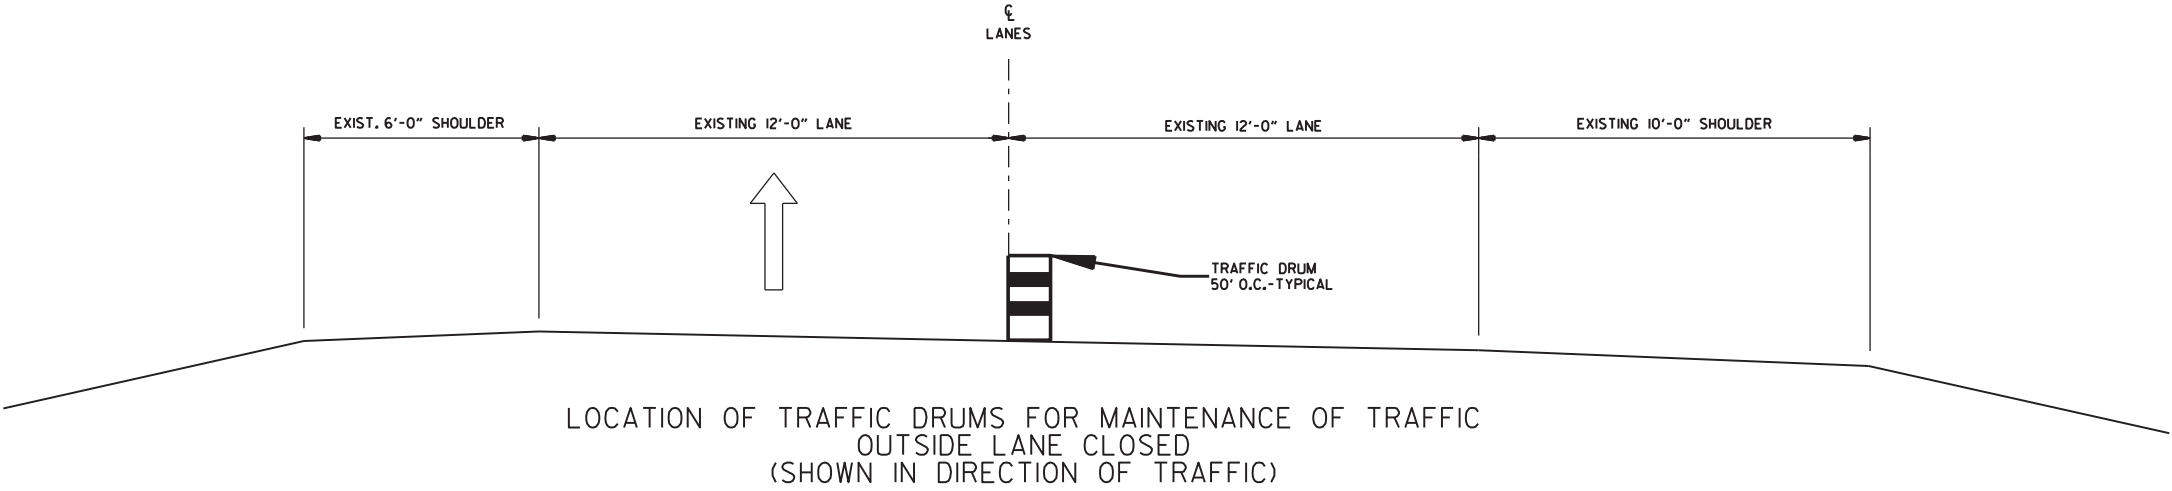 ℄
LANES
EXIST. 6'-0" SHOULDER
EXISTING 12'-0" LANE
EXISTING 12'-0" LANE
EXISTING 10'-0" SHOULDER
TRAFFIC DRUM
50' O.C.-TYPICAL
LOCATION OF TRAFFIC DRUMS FOR MAINTENANCE OF TRAFFIC
OUTSIDE LANE CLOSED
(SHOWN IN DIRECTION OF TRAFFIC)